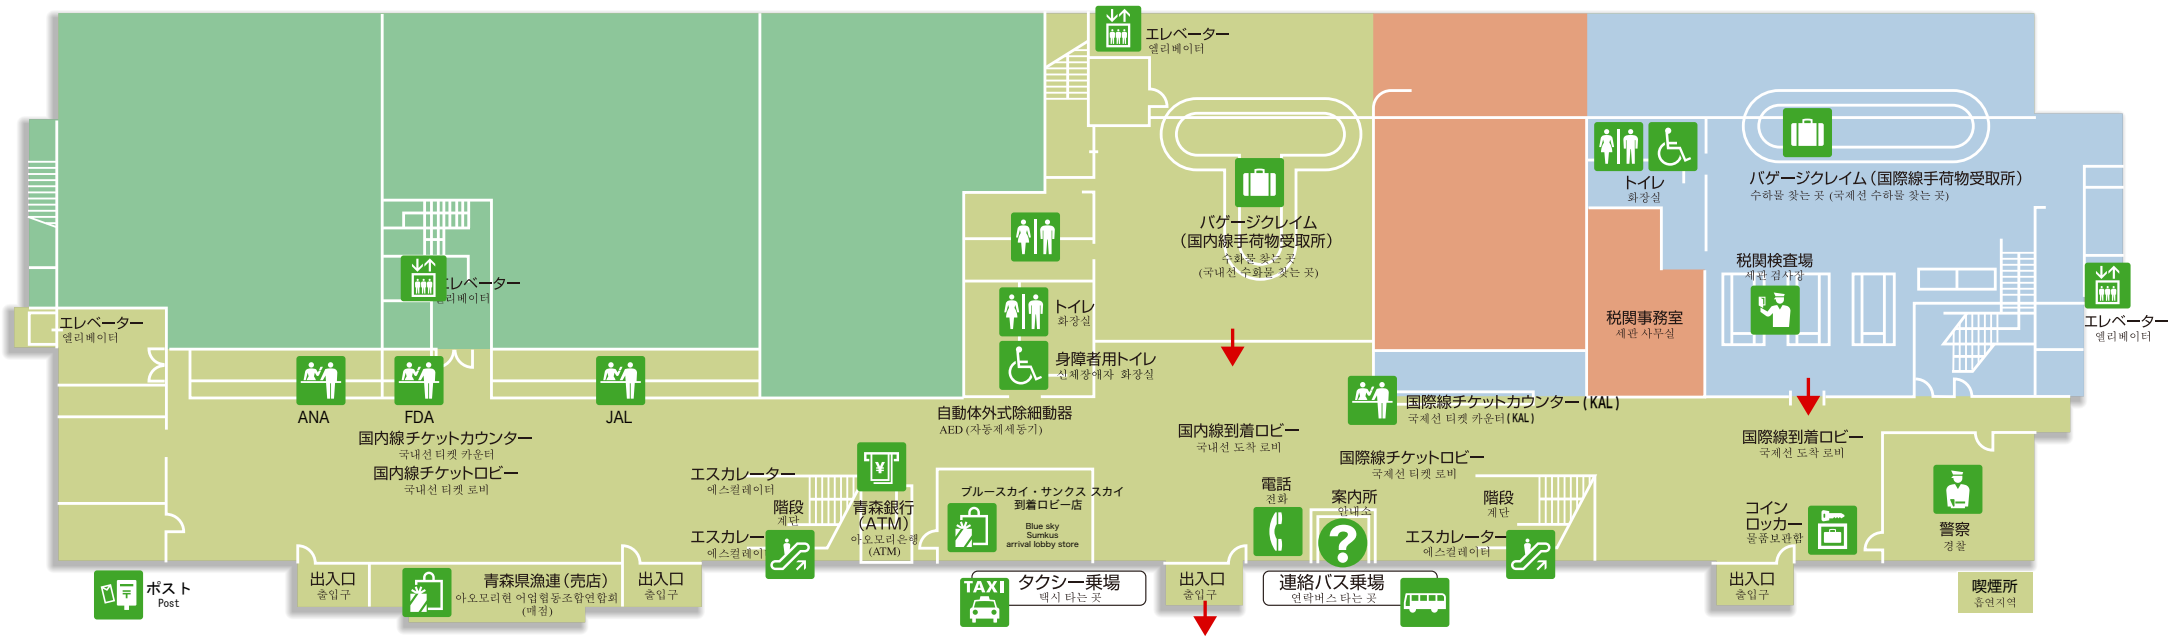 エレベーター
엘리베이터
トイレ
화장실
バゲージクレイム (国際線手荷物受取所)
수하물 찾는 곳 (국제선 수하물 찾는 곳)
バゲージクレイム
(国内線手荷物受取所)
수화물 찾는 곳
(국내선 수화물 찾는 곳)
税関検査場
세관 검사장
エレベーター
엘리베이터
エレベーター
엘리베이터
トイレ
화장실
税関事務室
세관 사무실
エレベーター
엘리베이터
身障者用トイレ
신체장애자 화장실
ANA
FDA
JAL
自動体外式除細動器
AED (자동제세동기)
国際線チケットカウンター (KAL)
국제선 티켓 카운터 (KAL)
国内線チケットカウンター
국내선 티켓 카운터
国内線チケットロビー
국내선 티켓 로비
国内線到着ロビー
국내선 도착 로비
国際線到着ロビー
국제선 도착 로비
国際線チケットロビー
국제선 티켓 로비
エスカレーター
에스컬레이터
階段
계단
¥
青森銀行
(ATM)
아오모리은행
(ATM)
ブルースカイ・サンクス スカイ
到着ロビー店
Blue sky
Sumkus
arrival lobby store
電話
전화
案内所
안내소
?
階段
계단
コイン
ロッカー
물품보관함
警察
경찰
エスカレーター
에스컬레이터
エスカレーター
에스컬레이터
ポスト
Post
出入口
출입구
青森県漁連 (売店)
아오모리현 어업협동조합연합회
(매점)
出入口
출입구
TAXI
タクシー乗場
택시 타는 곳
出入口
출입구
連絡バス乗場
연락버스 타는 곳
出入口
출입구
喫煙所
흡연지역